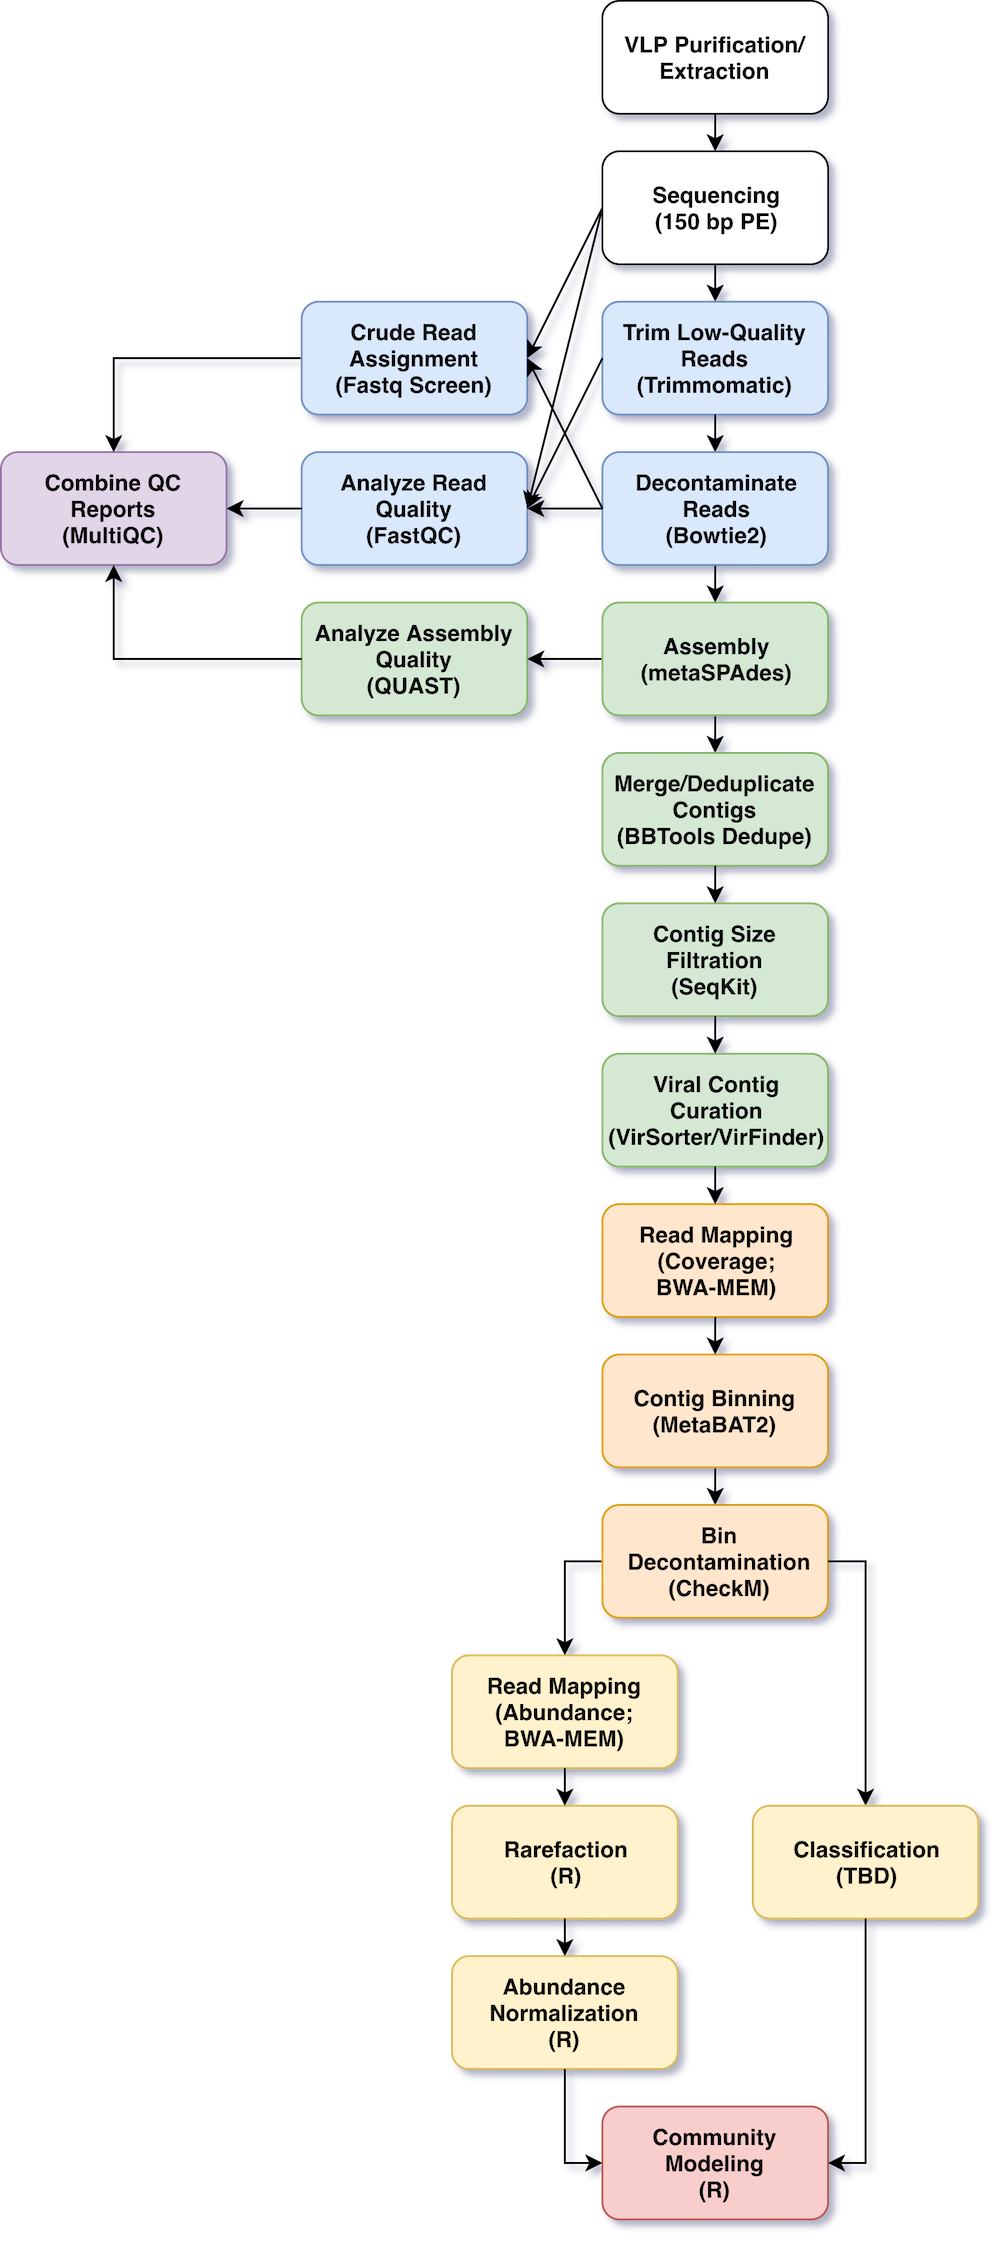 VLP Purification/
Extraction
Sequencing
(150 bp PE)
Crude Read
Assignment
(Fastq Screen)
Trim Low-Quality
Reads
(Trimmomatic)
Combine QC
Reports
(MultiQC)
Analyze Read
Quality
(FastQC)
Decontaminate
Reads
(Bowtie2)
Analyze Assembly
Quality
(QUAST)
Assembly
(metaSPAdes)
Merge/Deduplicate
Contigs
(BBTools Dedupe)
Contig Size
Filtration
(SeqKit)
Viral Contig
Curation
(VirSorter/VirFinder)
Read Mapping
(Coverage;
BWA-MEM)
Contig Binning
(MetaBAT2)
Bin
Decontamination
(CheckM)
Read Mapping
(Abundance;
BWA-MEM)
Rarefaction
(R)
Classification
(TBD)
Abundance
Normalization
(R)
Community
Modeling
(R)